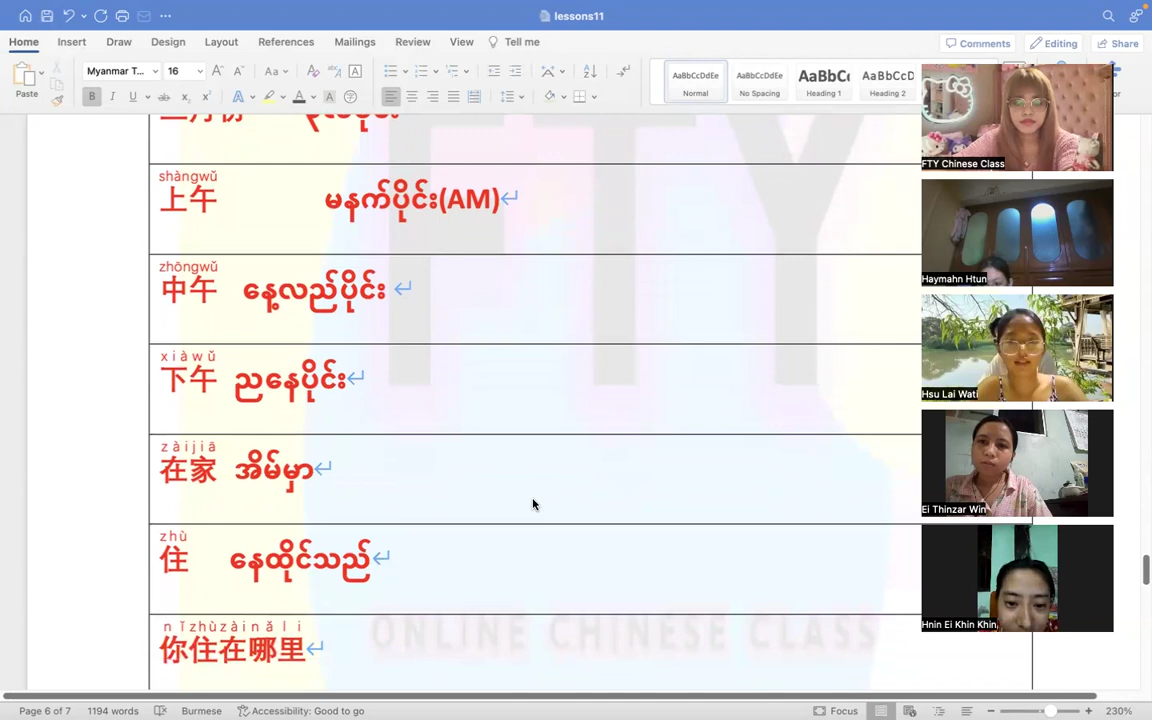 lessons11
Home Insert Draw Design Layout References Mailings Review View Tell me
Comments Editing Share
Paste
Myanmar T... 16
AaBbCcDdEe AaBbCcDdEe AaBbCc AaBbCcD
Normal No Spacing Heading 1 Heading 2
FTY Chinese Class
shàngwǔ
上午 မနက်ပိုင်း(AM)
zhōngwǔ
中午 နေ့လည်ပိုင်း
xiàwǔ
下午 ညနေပိုင်း
zàijiā
在家 အိမ်မှာ
zhù
住 နေထိုင်သည်
nǐzhùzàinǎli
你住在哪里
FTY
ONLINE CHINESE CLASS
Haymahn Htun
Hsu Lai Wati
Ei Thinzar Win
Hnin Ei Khin Khin
Page 6 of 7 1194 words Burmese Accessibility: Good to go Focus 230%